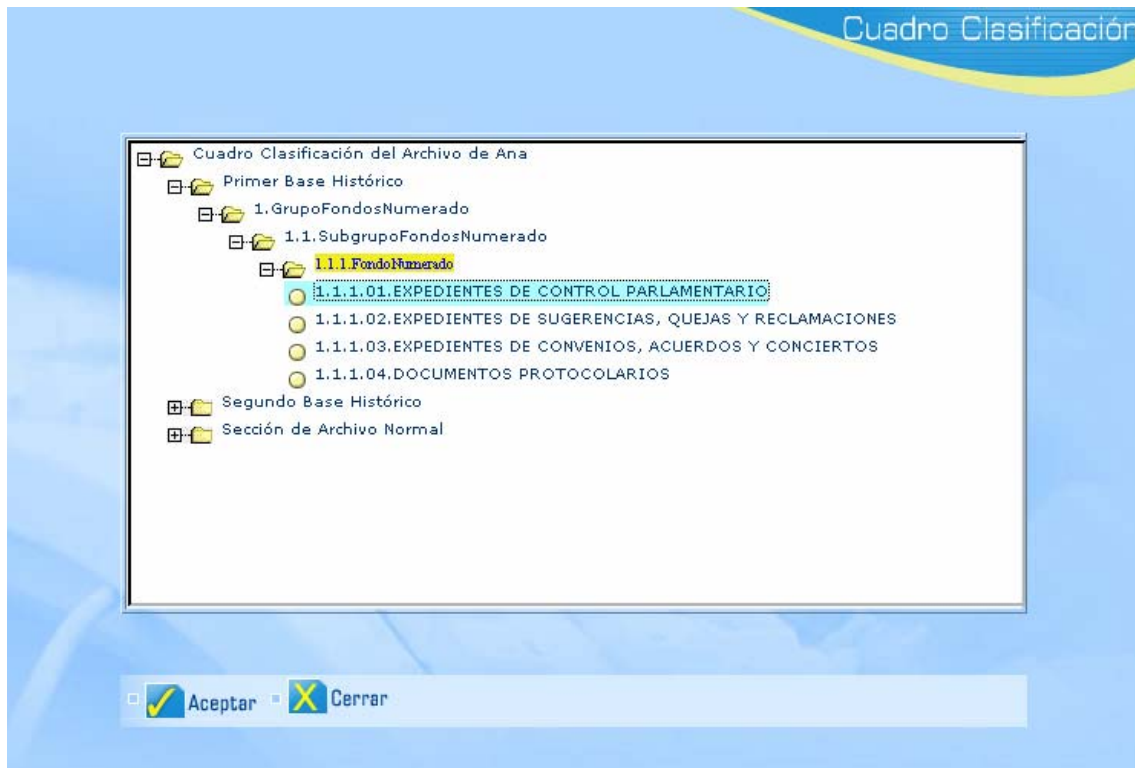 Cuadro Clasificación
Cuadro Clasificación del Archivo de Ana
Primer Base Histórico
1.GrupoFondosNumerado
1.1.SubgrupoFondosNumerado
1.1.1.FondoNumerado
1.1.1.01.EXPEDIENTES DE CONTROL PARLAMENTARIO
1.1.1.02.EXPEDIENTES DE SUGERENCIAS, QUEJAS Y RECLAMACIONES
1.1.1.03.EXPEDIENTES DE CONVENIOS, ACUERDOS Y CONCIERTOS
1.1.1.04.DOCUMENTOS PROTOCOLARIOS
Segundo Base Histórico
Sección de Archivo Normal
Aceptar Cerrar